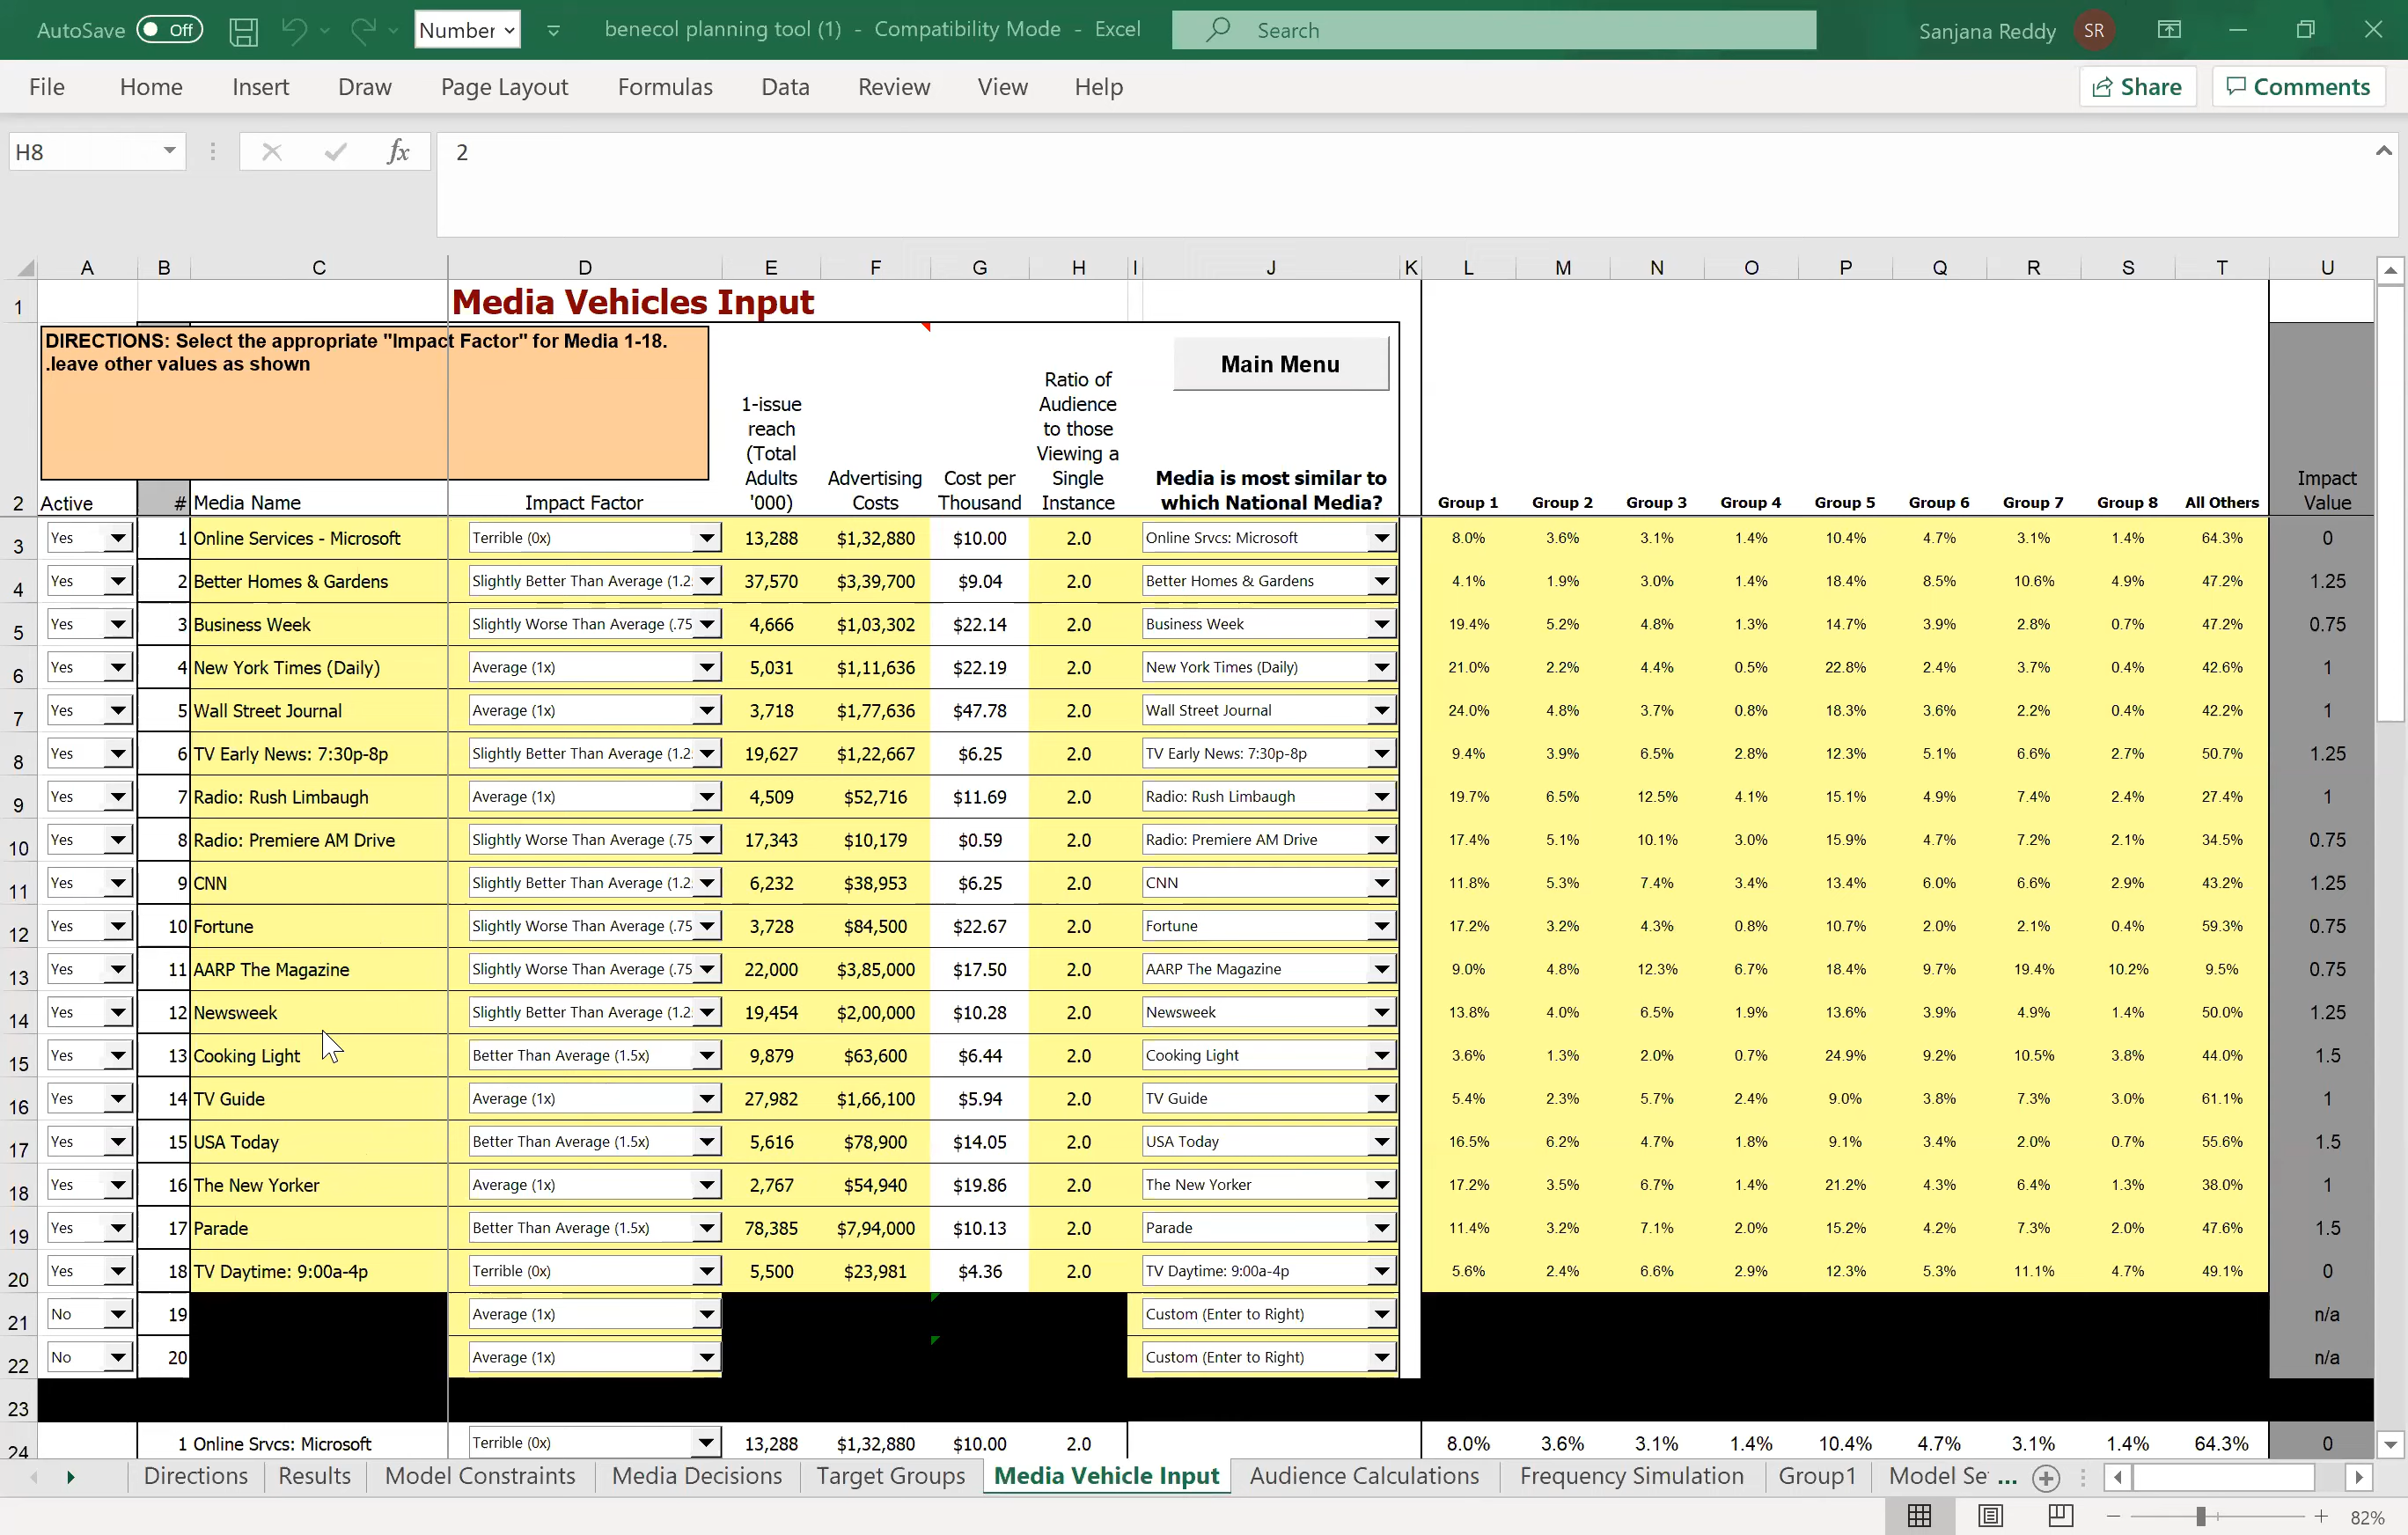 AutoSave Off Number benecol planning tool (1) - Compatibility Mode - Excel Search Sanjana Reddy SR
File Home Insert Draw Page Layout Formulas Data Review View Help Share Comments
H8 fx 2
A B C D E F G H I J K L M N O P Q R S T U
1 Media Vehicles Input
DIRECTIONS: Select the appropriate "Impact Factor" for Media 1-18.
.leave other values as shown
Main Menu
2 Active # Media Name Impact Factor 1-issue reach (Total Adults '000) Advertising Costs Cost per Thousand Ratio of Audience to those Viewing a Single Instance Media is most similar to which National Media? Group 1 Group 2 Group 3 Group 4 Group 5 Group 6 Group 7 Group 8 All Others Impact Value
3 Yes 1 Online Services - Microsoft Terrible (0x) 13,288 $1,32,880 $10.00 2.0 Online Srvcs: Microsoft 8.0% 3.6% 3.1% 1.4% 10.4% 4.7% 3.1% 1.4% 64.3% 0
4 Yes 2 Better Homes & Gardens Slightly Better Than Average (1.2 37,570 $3,39,700 $9.04 2.0 Better Homes & Gardens 4.1% 1.9% 3.0% 1.4% 18.4% 8.5% 10.6% 4.9% 47.2% 1.25
5 Yes 3 Business Week Slightly Worse Than Average (.75 4,666 $1,03,302 $22.14 2.0 Business Week 19.4% 5.2% 4.8% 1.3% 14.7% 3.9% 2.8% 0.7% 47.2% 0.75
6 Yes 4 New York Times (Daily) Average (1x) 5,031 $1,11,636 $22.19 2.0 New York Times (Daily) 21.0% 2.2% 4.4% 0.5% 22.8% 2.4% 3.7% 0.4% 42.6% 1
7 Yes 5 Wall Street Journal Average (1x) 3,718 $1,77,636 $47.78 2.0 Wall Street Journal 24.0% 4.8% 3.7% 0.8% 18.3% 3.6% 2.2% 0.4% 42.2% 1
8 Yes 6 TV Early News: 7:30p-8p Slightly Better Than Average (1.2 19,627 $1,22,667 $6.25 2.0 TV Early News: 7:30p-8p 9.4% 3.9% 6.5% 2.8% 12.3% 5.1% 6.6% 2.7% 50.7% 1.25
9 Yes 7 Radio: Rush Limbaugh Average (1x) 4,509 $52,716 $11.69 2.0 Radio: Rush Limbaugh 19.7% 6.5% 12.5% 4.1% 15.1% 4.9% 7.4% 2.4% 27.4% 1
10 Yes 8 Radio: Premiere AM Drive Slightly Worse Than Average (.75 17,343 $10,179 $0.59 2.0 Radio: Premiere AM Drive 17.4% 5.1% 10.1% 3.0% 15.9% 4.7% 7.2% 2.1% 34.5% 0.75
11 Yes 9 CNN Slightly Better Than Average (1.2 6,232 $38,953 $6.25 2.0 CNN 11.8% 5.3% 7.4% 3.4% 13.4% 6.0% 6.6% 2.9% 43.2% 1.25
12 Yes 10 Fortune Slightly Worse Than Average (.75 3,728 $84,500 $22.67 2.0 Fortune 17.2% 3.2% 4.3% 0.8% 10.7% 2.0% 2.1% 0.4% 59.3% 0.75
13 Yes 11 AARP The Magazine Slightly Worse Than Average (.75 22,000 $3,85,000 $17.50 2.0 AARP The Magazine 9.0% 4.8% 12.3% 6.7% 18.4% 9.7% 19.4% 10.2% 9.5% 0.75
14 Yes 12 Newsweek Slightly Better Than Average (1.2 19,454 $2,00,000 $10.28 2.0 Newsweek 13.8% 4.0% 6.5% 1.9% 13.6% 3.9% 4.9% 1.4% 50.0% 1.25
15 Yes 13 Cooking Light Better Than Average (1.5x) 9,879 $63,600 $6.44 2.0 Cooking Light 3.6% 1.3% 2.0% 0.7% 24.9% 9.2% 10.5% 3.8% 44.0% 1.5
16 Yes 14 TV Guide Average (1x) 27,982 $1,66,100 $5.94 2.0 TV Guide 5.4% 2.3% 5.7% 2.4% 9.0% 3.8% 7.3% 3.0% 61.1% 1
17 Yes 15 USA Today Better Than Average (1.5x) 5,616 $78,900 $14.05 2.0 USA Today 16.5% 6.2% 4.7% 1.8% 9.1% 3.4% 2.0% 0.7% 55.6% 1.5
18 Yes 16 The New Yorker Average (1x) 2,767 $54,940 $19.86 2.0 The New Yorker 17.2% 3.5% 6.7% 1.4% 21.2% 4.3% 6.4% 1.3% 38.0% 1
19 Yes 17 Parade Better Than Average (1.5x) 78,385 $7,94,000 $10.13 2.0 Parade 11.4% 3.2% 7.1% 2.0% 15.2% 4.2% 7.3% 2.0% 47.6% 1.5
20 Yes 18 TV Daytime: 9:00a-4p Terrible (0x) 5,500 $23,981 $4.36 2.0 TV Daytime: 9:00a-4p 5.6% 2.4% 6.6% 2.9% 12.3% 5.3% 11.1% 4.7% 49.1% 0
21 No 19 Average (1x) Custom (Enter to Right) n/a
22 No 20 Average (1x) Custom (Enter to Right) n/a
23
24 1 Online Srvcs: Microsoft Terrible (0x) 13,288 $1,32,880 $10.00 2.0 8.0% 3.6% 3.1% 1.4% 10.4% 4.7% 3.1% 1.4% 64.3% 0
Directions Results Model Constraints Media Decisions Target Groups Media Vehicle Input Audience Calculations Frequency Simulation Group1 Model Se ...
82%